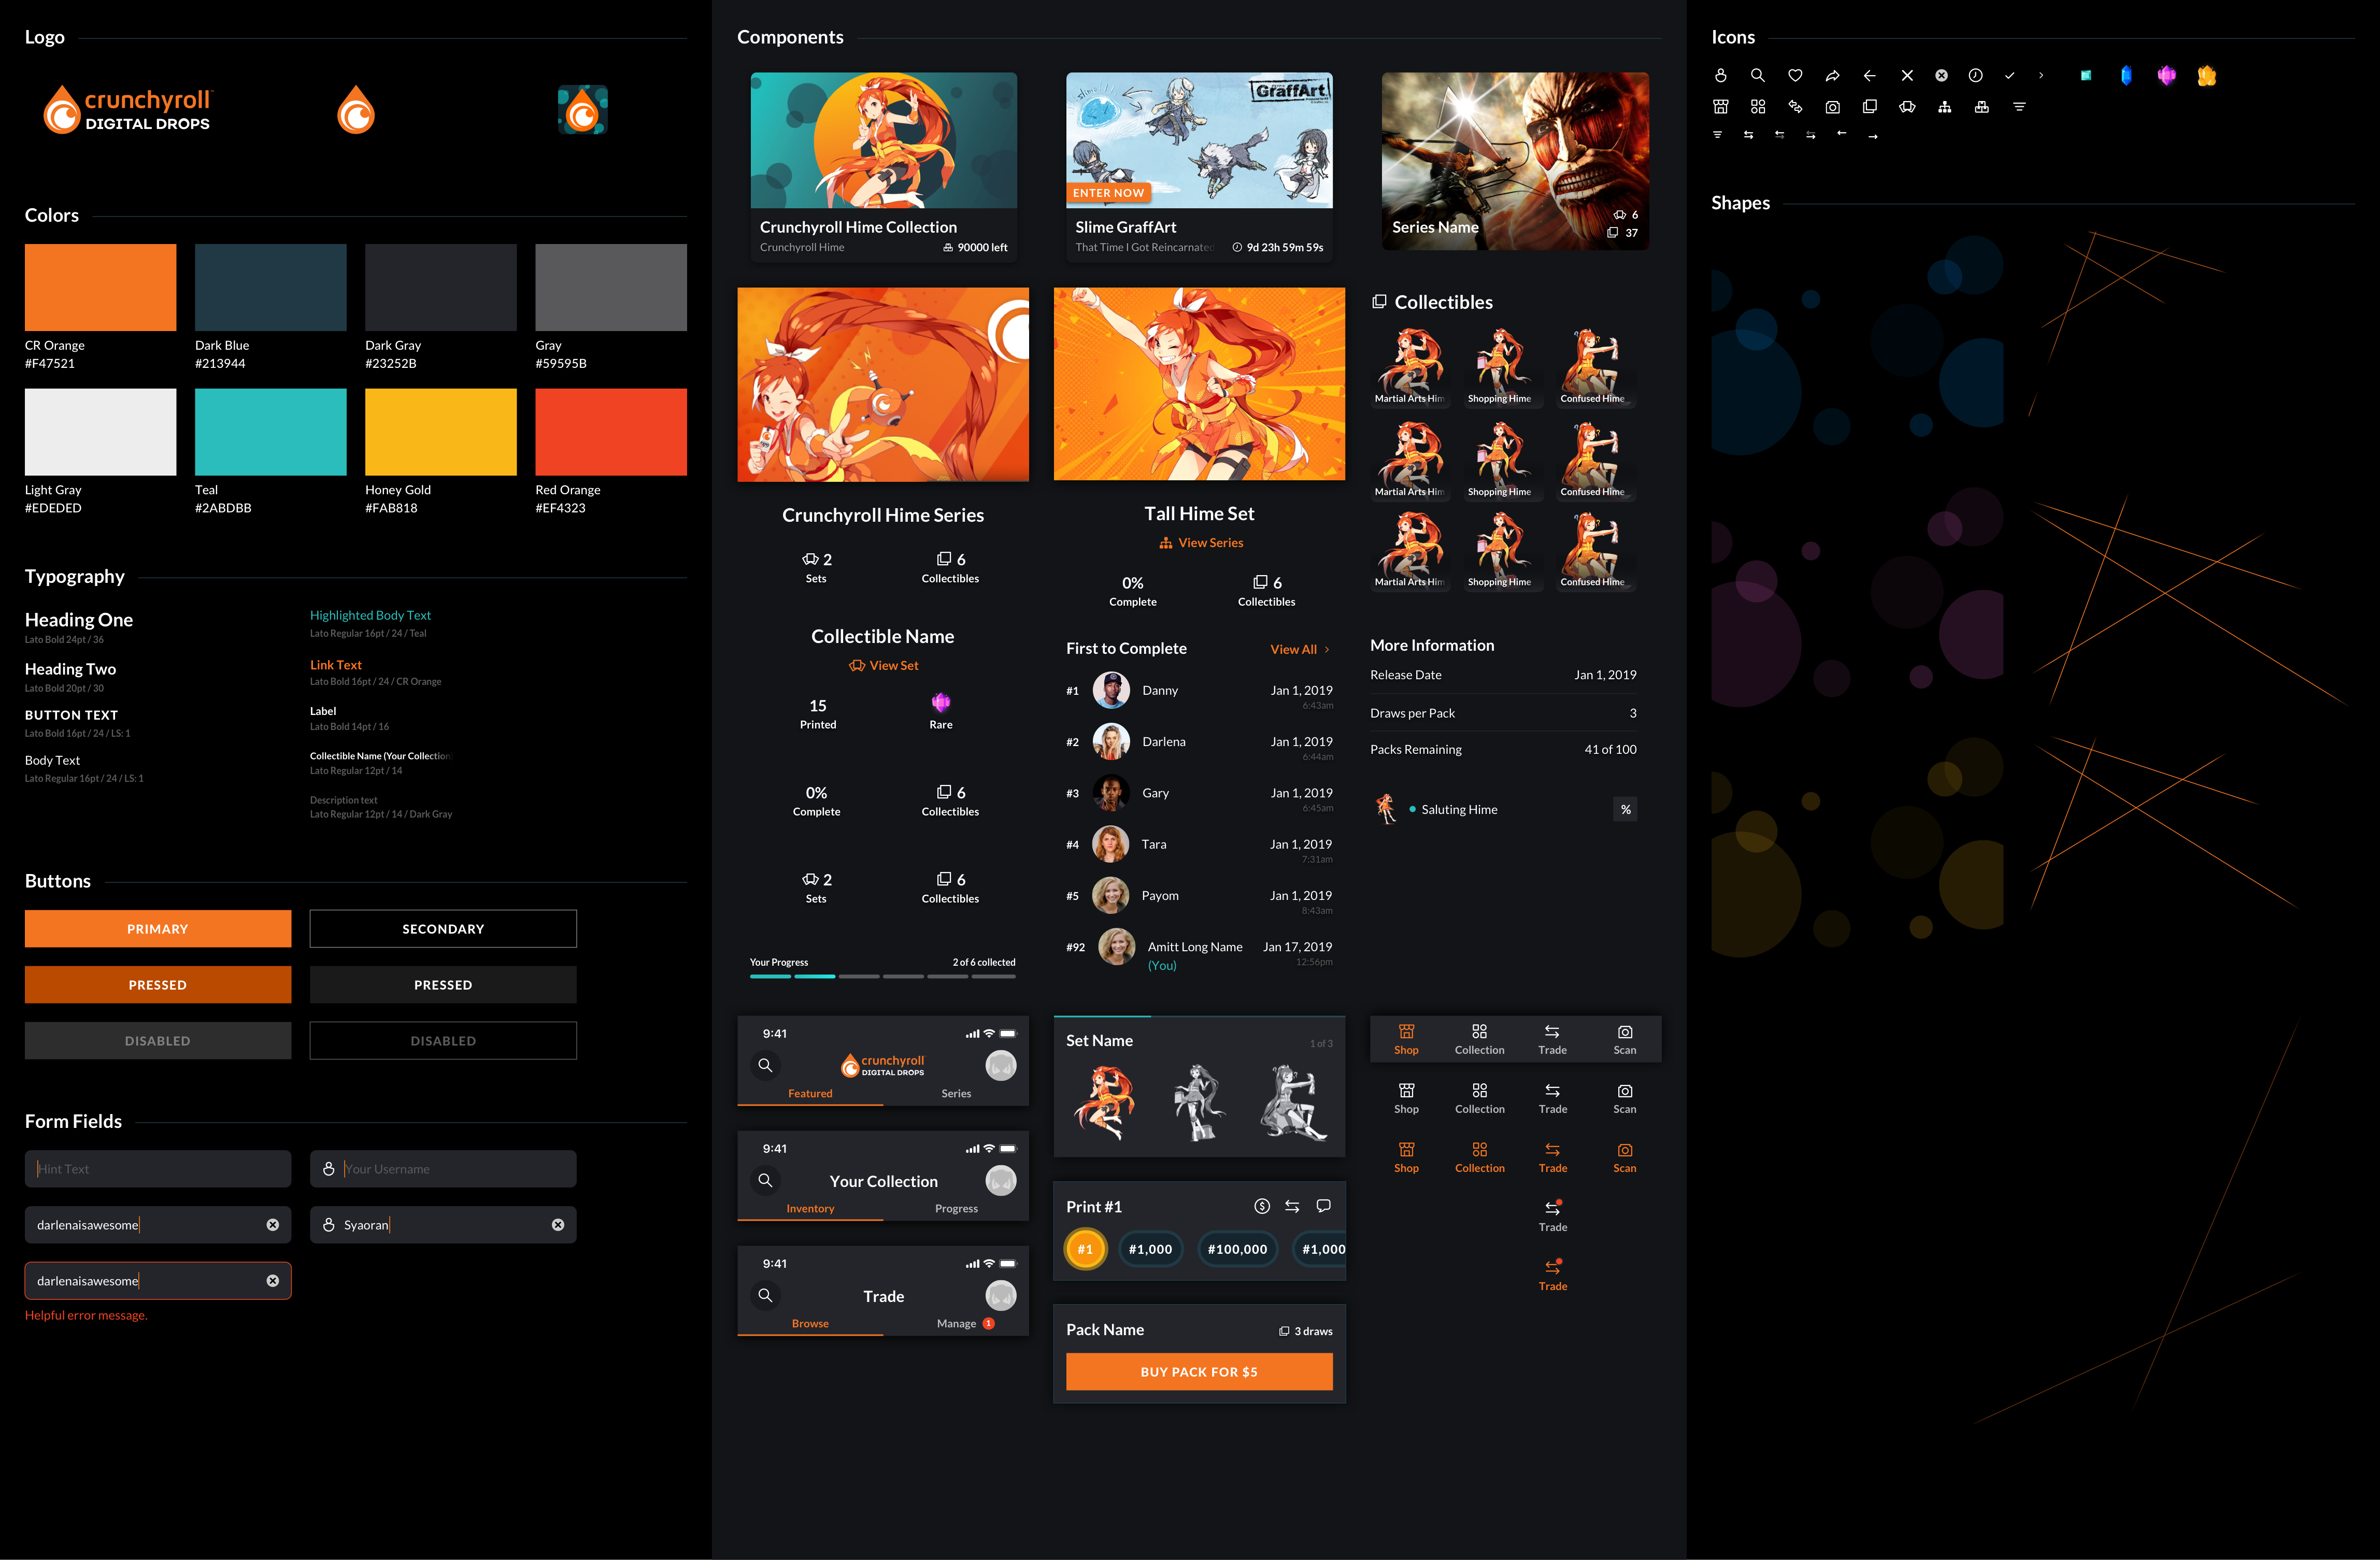 Logo
crunchyroll
DIGITAL DROPS
Colors
CR Orange
#F47521
Dark Blue
#213944
Dark Gray
#23252B
Gray
#59595B
Light Gray
#EDEDED
Teal
#2ABDBB
Honey Gold
#FAB818
Red Orange
#EF4323
Typography
Heading One
Lato Bold 24pt / 36
Heading Two
Lato Bold 20pt / 30
BUTTON TEXT
Lato Bold 16pt / 24 / LS: 1
Body Text
Lato Regular 16pt / 24 / LS: 1
Highlighted Body Text
Lato Regular 16pt / 24 / Teal
Link Text
Lato Bold 16pt / 24 / CR Orange
Label
Lato Bold 14pt / 16
Collectible Name (Your Collection)
Lato Regular 12pt / 14
Description text
Lato Regular 12pt / 14 / Dark Gray
Buttons
PRIMARY
SECONDARY
PRESSED
PRESSED
DISABLED
DISABLED
Form Fields
Hint Text
Your Username
darlenaisawesome
Syaoran
darlenaisawesome
Helpful error message.
Components
Crunchyroll Hime Collection
Crunchyroll Hime
90000 left
GraffArt
ENTER NOW
Slime GraffArt
That Time I Got Reincarnated
9d 23h 59m 59s
Series Name
6
37
Crunchyroll Hime Series
2
Sets
6
Collectibles
Collectible Name
View Set
15
Printed
Rare
0%
Complete
6
Collectibles
2
Sets
6
Collectibles
Your Progress
2 of 6 collected
Tall Hime Set
View Series
0%
Complete
6
Collectibles
First to Complete
View All
#1 Danny Jan 1, 2019
6:43am
#2 Darlena Jan 1, 2019
6:44am
#3 Gary Jan 1, 2019
6:45am
#4 Tara Jan 1, 2019
7:31am
#5 Payom Jan 1, 2019
8:43am
#92 Amitt Long Name Jan 17, 2019
(You) 12:56pm
Collectibles
Martial Arts Him
Shopping Hime
Confused Hime
Martial Arts Him
Shopping Hime
Confused Hime
Martial Arts Him
Shopping Hime
Confused Hime
More Information
Release Date Jan 1, 2019
Draws per Pack 3
Packs Remaining 41 of 100
Saluting Hime %
9:41
crunchyroll
DIGITAL DROPS
Featured
Series
9:41
Your Collection
Inventory
Progress
9:41
Trade
Browse
Manage 1
Set Name
1 of 3
Print #1
#1
#1,000
#100,000
#1,000
Pack Name
3 draws
BUY PACK FOR $5
Shop Collection Trade Scan
Shop Collection Trade Scan
Shop Collection Trade Scan
Trade
Trade
Icons
Shapes